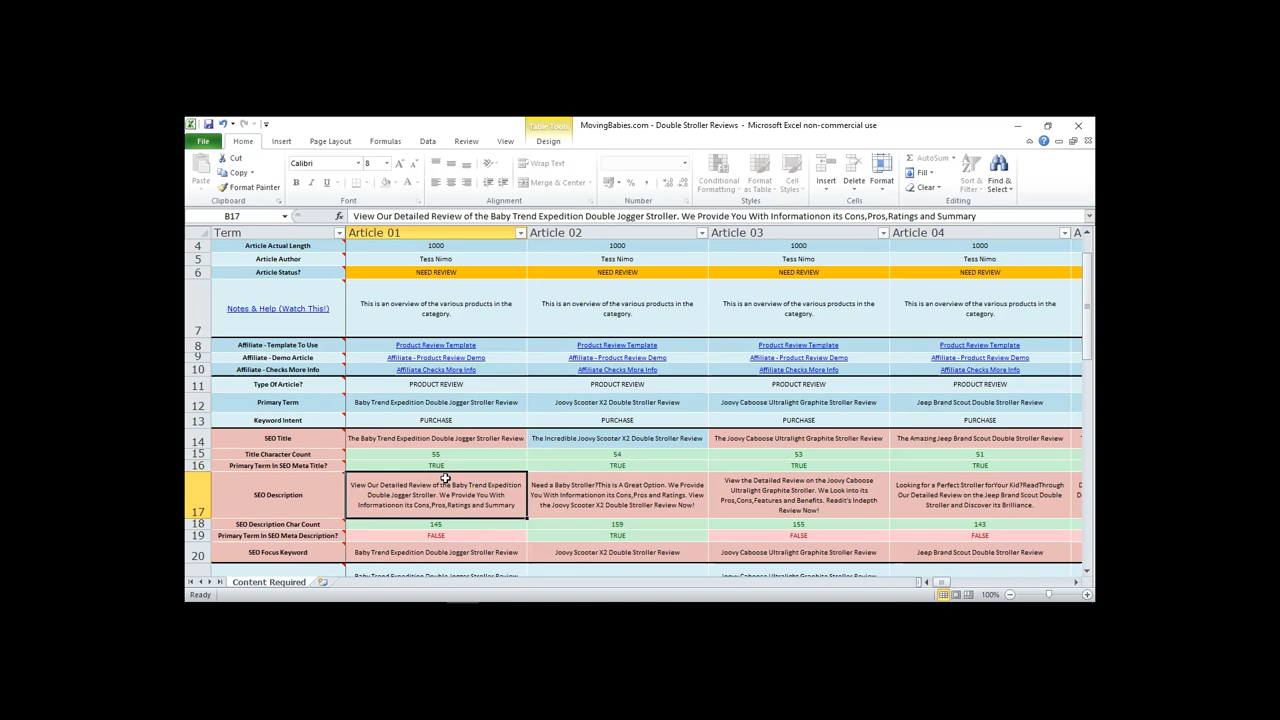 Table Tools
MovingBabies.com - Double Stroller Reviews - Microsoft Excel non-commercial use
File Home Insert Page Layout Formulas Data Review View Design
Paste Cut Calibri 8 Wrap Text Conditional Formatting Format as Table Cell Styles Insert Delete Format AutoSum Sort & Filter Find & Select
Copy Fill
Format Painter Merge & Center Clear
Clipboard Font Alignment Number Styles Cells Editing
B17 fx View Our Detailed Review of the Baby Trend Expedition Double Jogger Stroller. We Provide You With Informationon its Cons,Pros,Ratings and Summary
Term Article 01 Article 02 Article 03 Article 04 A
4 Article Actual Length 1000 1000 1000 1000
5 Article Author Tess Nimo Tess Nimo Tess Nimo Tess Nimo
6 Article Status? NEED REVIEW NEED REVIEW NEED REVIEW NEED REVIEW
7 Notes & Help (Watch This!) This is an overview of the various products in the category. This is an overview of the various products in the category. This is an overview of the various products in the category. This is an overview of the various products in the category.
8 Affiliate - Template To Use Product Review Template Product Review Template Product Review Template Product Review Template
9 Affiliate - Demo Article Affiliate - Product Review Demo Affiliate - Product Review Demo Affiliate - Product Review Demo Affiliate - Product Review Demo
10 Affiliate - Checks More Info Affiliate Checks More Info Affiliate Checks More Info Affiliate Checks More Info Affiliate Checks More Info
11 Type Of Article? PRODUCT REVIEW PRODUCT REVIEW PRODUCT REVIEW PRODUCT REVIEW
12 Primary Term Baby Trend Expedition Double Jogger Stroller Review Joovy Scooter X2 Double Stroller Review Joovy Caboose Ultralight Graphite Stroller Review Jeep Brand Scout Double Stroller Review
13 Keyword Intent PURCHASE PURCHASE PURCHASE PURCHASE
14 SEO Title The Baby Trend Expedition Double Jogger Stroller Review The Incredible Joovy Scooter X2 Double Stroller Review The Joovy Caboose Ultralight Graphite Stroller Review The Amazing Jeep Brand Scout Double Stroller Review
15 Title Character Count 55 54 53 51
16 Primary Term In SEO Meta Title? TRUE TRUE TRUE TRUE
17 SEO Description View Our Detailed Review of the Baby Trend Expedition Double Jogger Stroller. We Provide You With Informationon its Cons,Pros,Ratings and Summary Need a Baby Stroller?This is A Great Option. We Provide You With Informationon its Cons,Pros and Ratings. View the Joovy Scooter X2 Double Stroller Review Now! View the Detailed Review on the Joovy Caboose Ultralight Graphite Stroller. We Look into its Pros,Cons,Features and Benefits. Readit's Indepth Review Now! Looking for a Perfect Stroller forYour Kid?ReadThrough Our Detailed Review on the Jeep Brand Scout Double Stroller and Discover its Brilliance.
18 SEO Description Char Count 145 159 155 143
19 Primary Term In SEO Meta Description? FALSE TRUE FALSE FALSE
20 SEO Focus Keyword Baby Trend Expedition Double Jogger Stroller Review Joovy Scooter X2 Double Stroller Review Joovy Caboose Ultralight Graphite Stroller Review Jeep Brand Scout Double Stroller Review
Content Required
Ready 100%